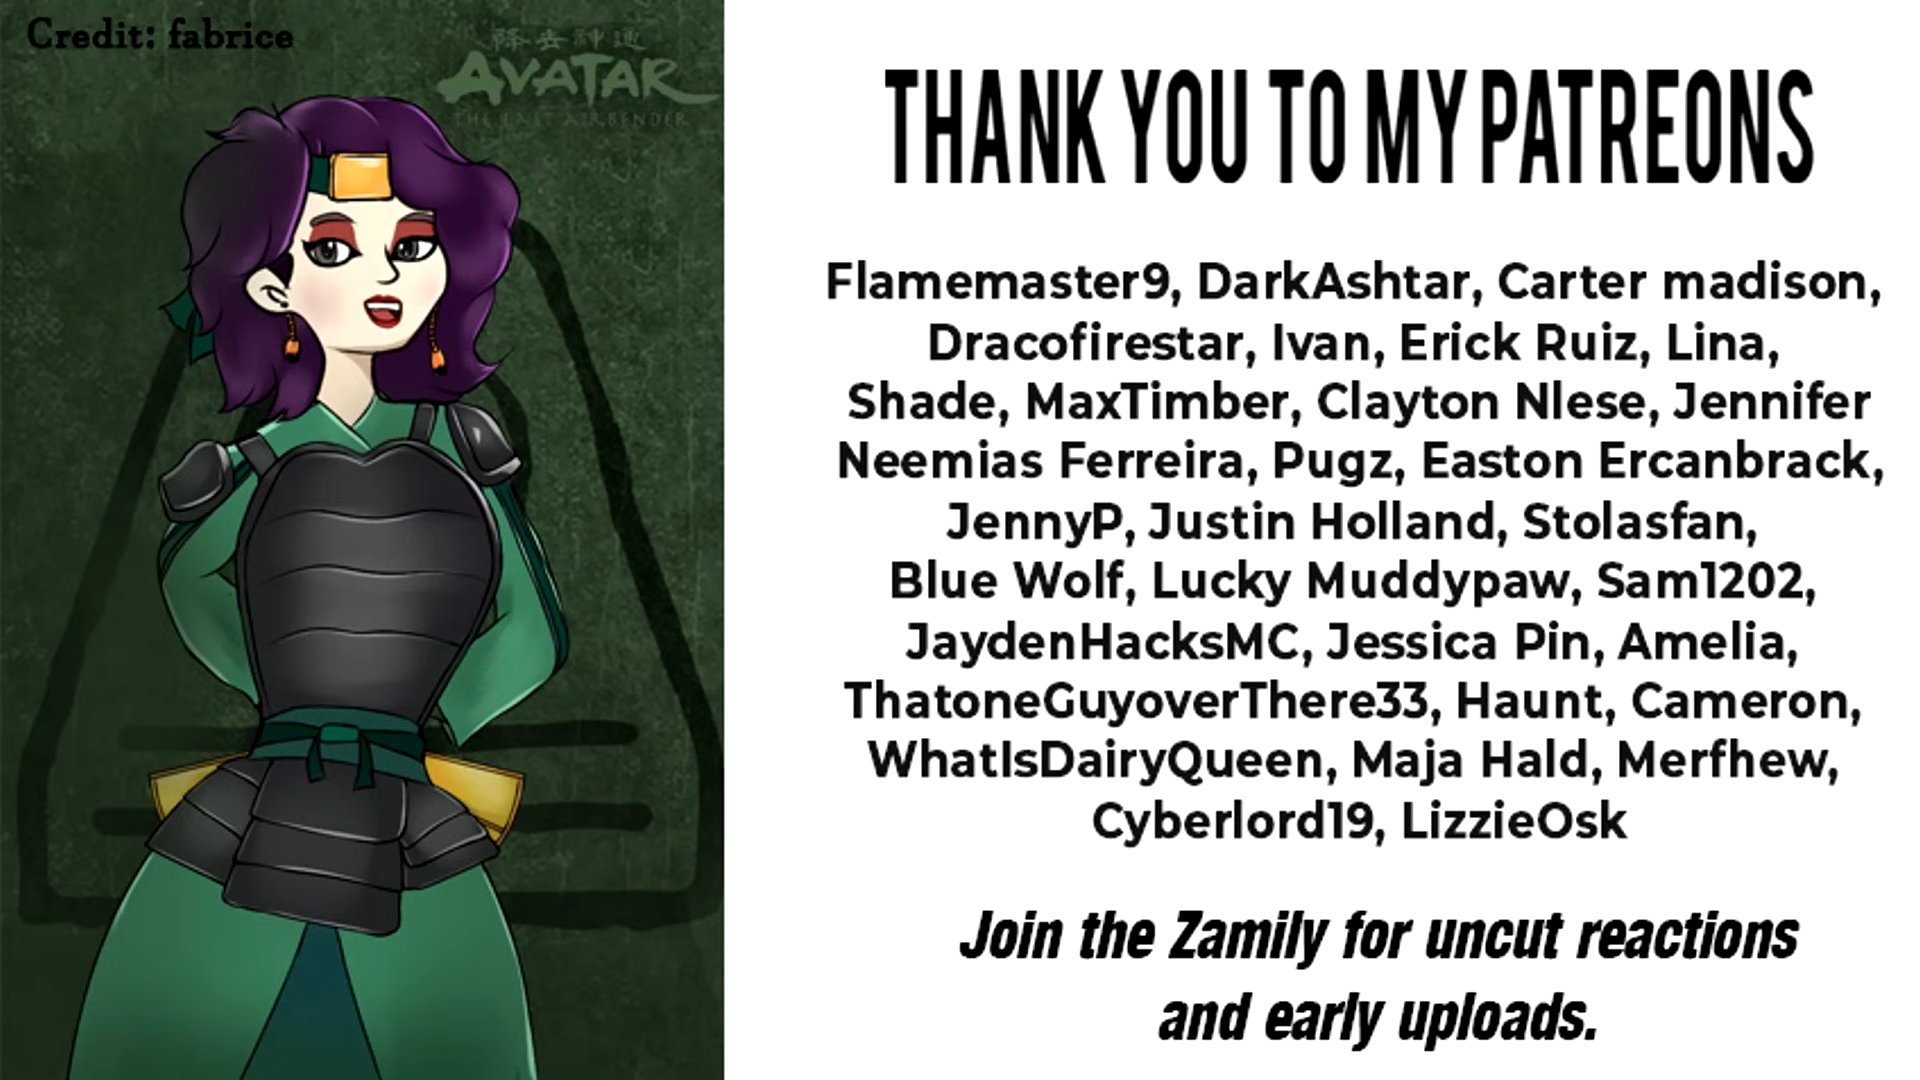 Credit: fabrice
AVATAR
THE LAST AIRBENDER
THANK YOU TO MY PATREONS
Flamemaster9, DarkAshtar, Carter madison,
Dracofirestar, Ivan, Erick Ruiz, Lina,
Shade, MaxTimber, Clayton Nlese, Jennifer
Neemias Ferreira, Pugz, Easton Ercanbrack,
JennyP, Justin Holland, Stolasfan,
Blue Wolf, Lucky Muddypaw, Sam1202,
JaydenHacksMC, Jessica Pin, Amelia,
ThatoneGuyoverThere33, Haunt, Cameron,
WhatIsDairyQueen, Maja Hald, Merfhew,
Cyberlord19, LizzieOsk
Join the Zamily for uncut reactions
and early uploads.